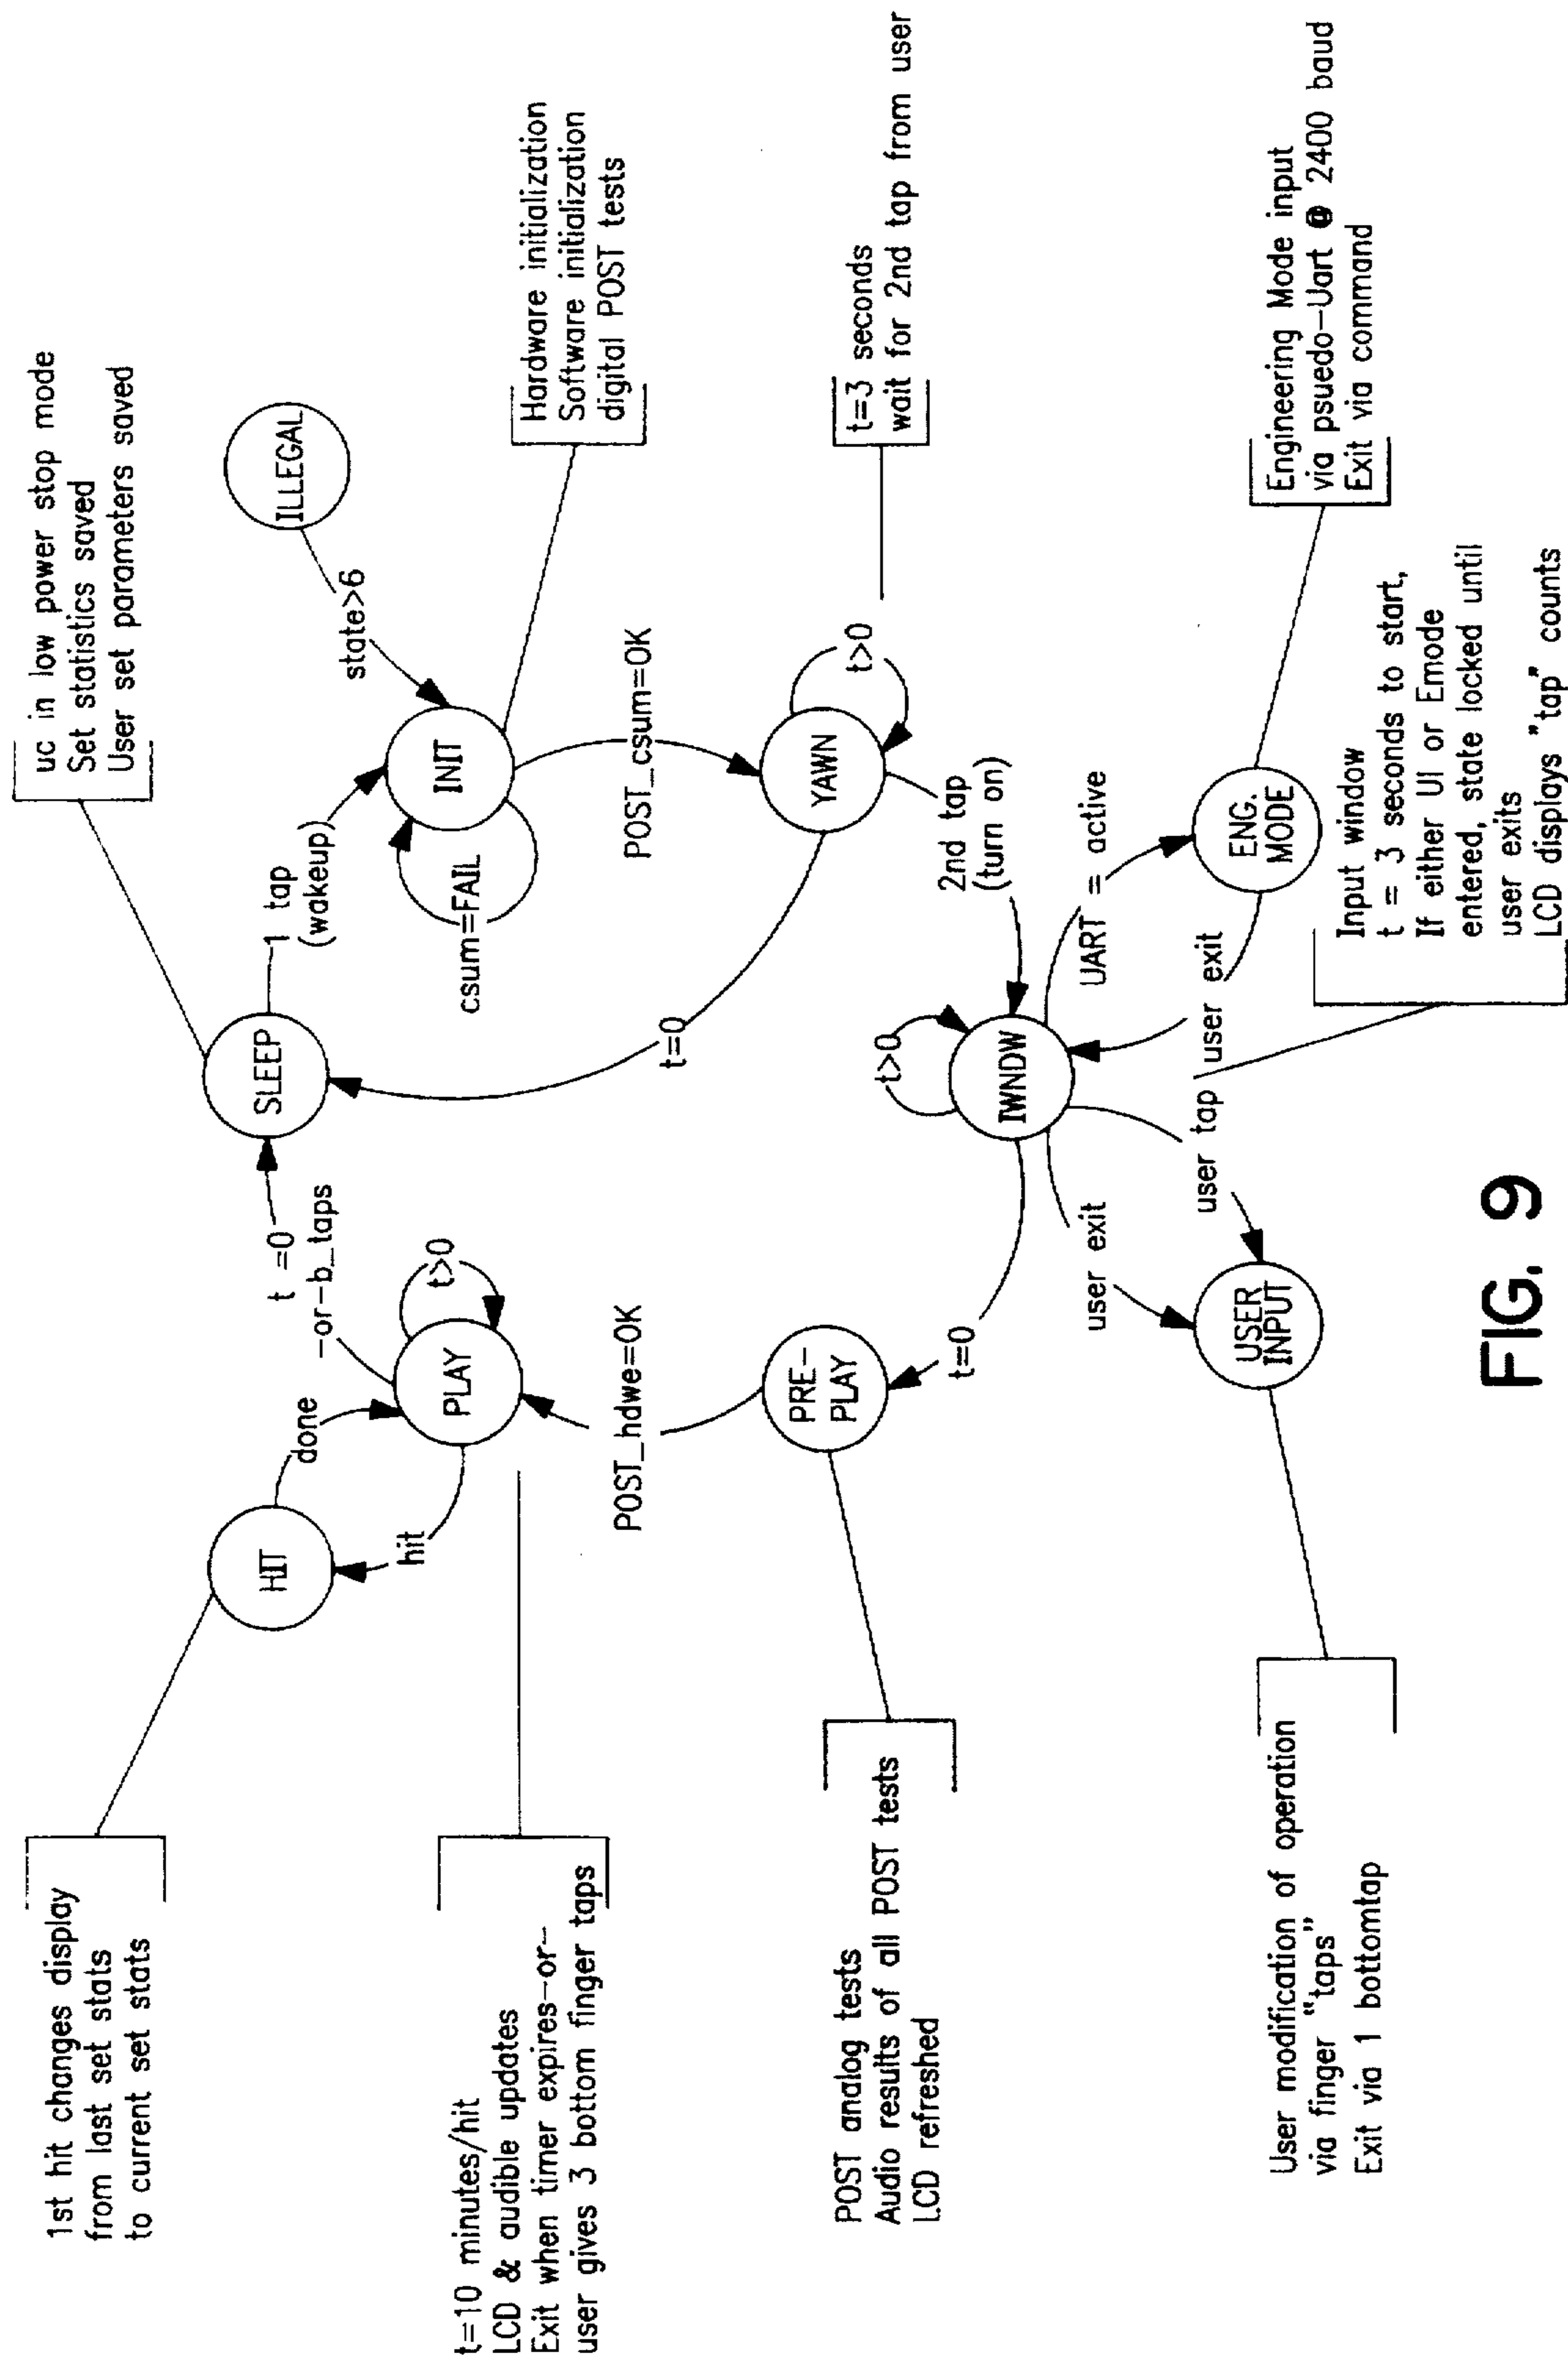 1st hit changes display
from last set stats
to current set stats
uc in low power stop mode
Set statistics saved
User set parameters saved
HIT
done
hit
t =0
-or-b_taps
SLEEP
1 tap
(wakeup)
ILLEGAL
state>6
t=10 minutes/hit
LCD & audible updates
Exit when timer expires-or-
user gives 3 bottom finger taps
PLAY
t>0
csum=FAIL
INIT
Hardware initialization
Software initialization
digital POST tests
POST_hdwe=OK
t=0
POST_csum=OK
POST analog tests
Audio results of all POST tests
LCD refreshed
PRE-
PLAY
YAWN
t>0
t=3 seconds
wait for 2nd tap from user
t=0
t>0
IWNDW
2nd tap
(turn on)
user exit
user tap
user exit
UART = active
User modification of operation
via finger "taps"
Exit via 1 bottomtap
USER
INPUT
ENG.
MODE
Engineering Mode input
via psuedo-Uart @ 2400 baud
Exit via command
Input window
t = 3 seconds to start,
If either UI or Emode
entered, state locked until
user exits
LCD displays "tap" counts
FIG. 9